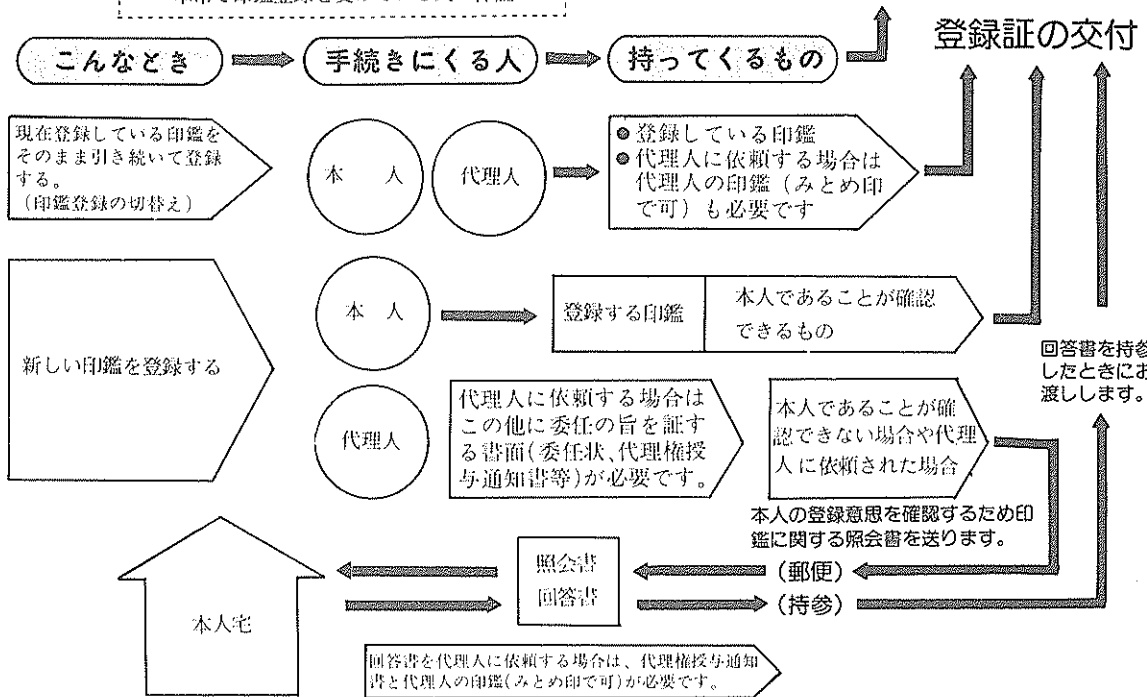 登録証の交付
こんなとき
手続きにくる人
持ってくるもの
現在登録している印鑑を
そのまま引き続いて登録
する。
(印鑑登録の切替え)
本人
代理人
●登録している印鑑
●代理人に依頼する場合は
代理人の印鑑(みとめ印
で可)も必要です
新しい印鑑を登録する
本人
登録する印鑑
本人であることが確認
できるもの
代理人
代理人に依頼する場合は
この他に委任の旨を証す
る書面(委任状、代理権授
与通知書等)が必要です。
本人であることが確
認できない場合や代理
人に依頼された場合
回答書を持参
したときにお
渡しします。
本人の登録意思を確認するため印
鑑に関する照会書を送ります。
本人宅
照会書
回答書
(郵便)
(持参)
回答書を代理人に依頼する場合は、代理権授与通知
書と代理人の印鑑(みとめ印で可)が必要です。